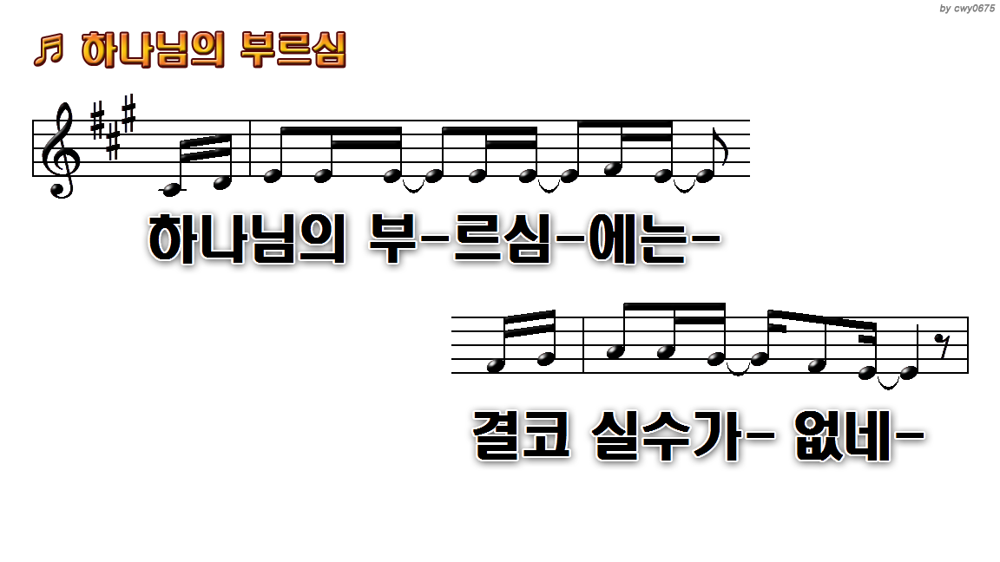 by cwy0675
♬ 하나님의 부르심
하나님의 부-르심-에는-
결코 실수가- 없네-